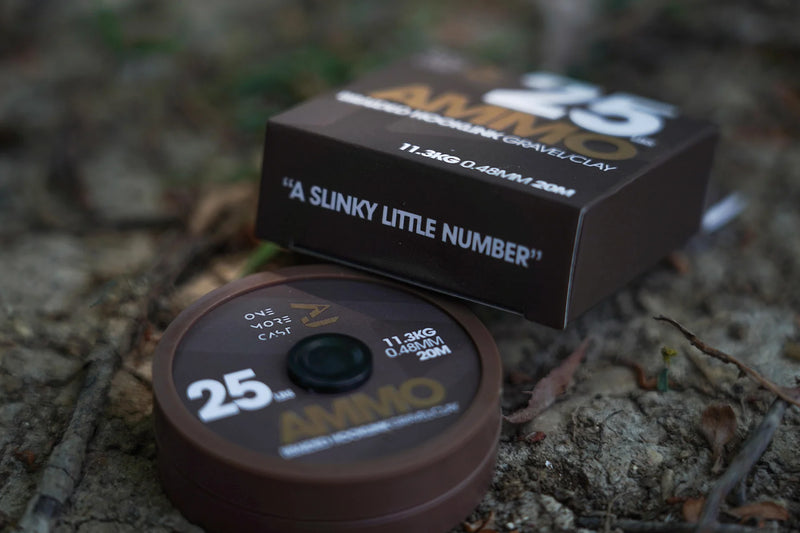 25LB
AMMO
BRAIDED HOOKLINK GRAVEL/CLAY
11.3KG 0.48MM 20M
“A SLINKY LITTLE NUMBER”
ONE
MORE
CAST
11.3KG
0.48MM
20M
25LB
AMMO
BRAIDED HOOKLINK GRAVEL/CLAY